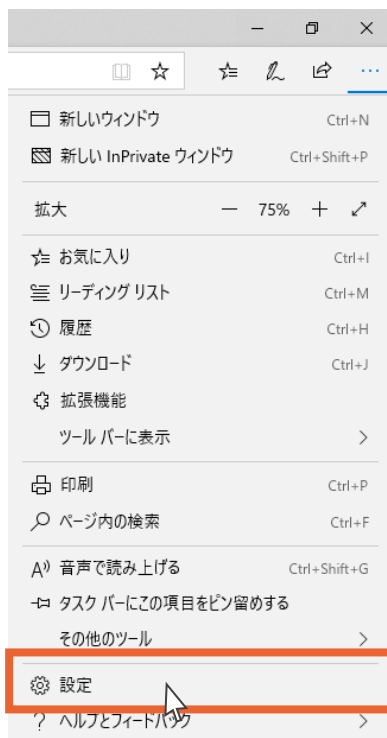 新しいウィンドウ Ctrl+N
新しい InPrivate ウィンドウ Ctrl+Shift+P
拡大 — 75% +
お気に入り Ctrl+I
リーディング リスト Ctrl+M
履歴 Ctrl+H
ダウンロード Ctrl+J
拡張機能
ツール バーに表示
印刷 Ctrl+P
ページ内の検索 Ctrl+F
音声で読み上げる Ctrl+Shift+G
タスク バーにこの項目をピン留めする
その他のツール
設定
ヘルプとフィードバック